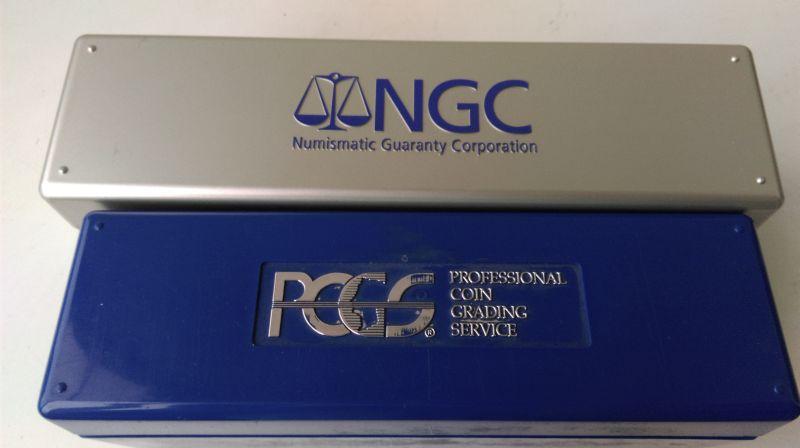 NGC
Numismatic Guaranty Corporation
PCGS®
PROFESSIONAL
COIN
GRADING
SERVICE